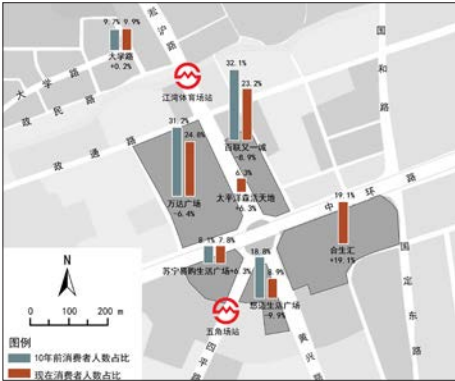 9.7% 9.9%
大学路
+0.2%
淞沪路
大学路
政民路
江湾体育场站
国和路
32.1%
23.2%
百联又一城
-8.9%
政通路
31.2%
24.8%
万达广场
-6.4%
6.3%
太平洋森活天地
+6.3%
中环路
19.1%
合生汇
+19.1%
8.1% 7.8%
苏宁易购生活广场+6.3%
18.8%
8.9%
悠迈生活广场
-9.9%
五角场站
四平路
黄兴路
国定东路
N
0 100 200 m
图例
10年前消费者人数占比
现在消费者人数占比